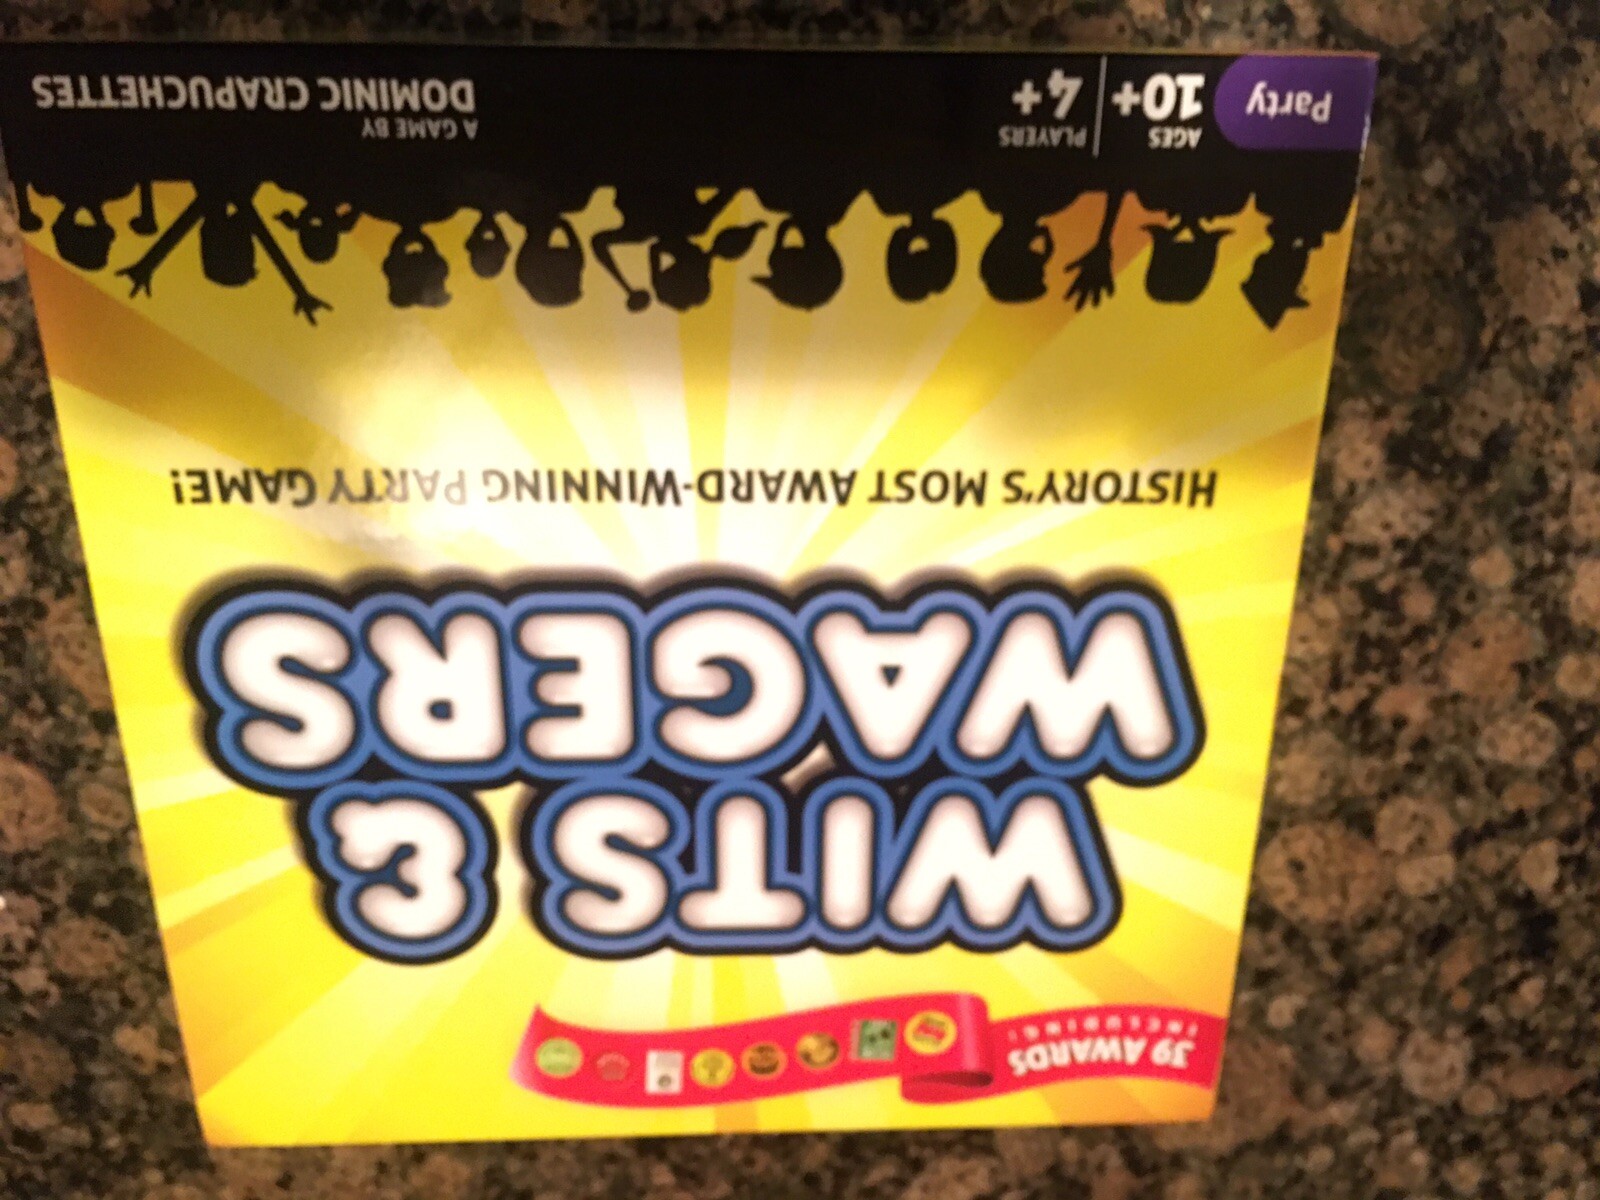 39 AWARDS
INCLUDING!
WITS &
WAGERS
HISTORY'S MOST AWARD-WINNING PARTY GAME!
Party
AGES
10+
PLAYERS
4+
A GAME BY
DOMINIC CRAPUCHETTES